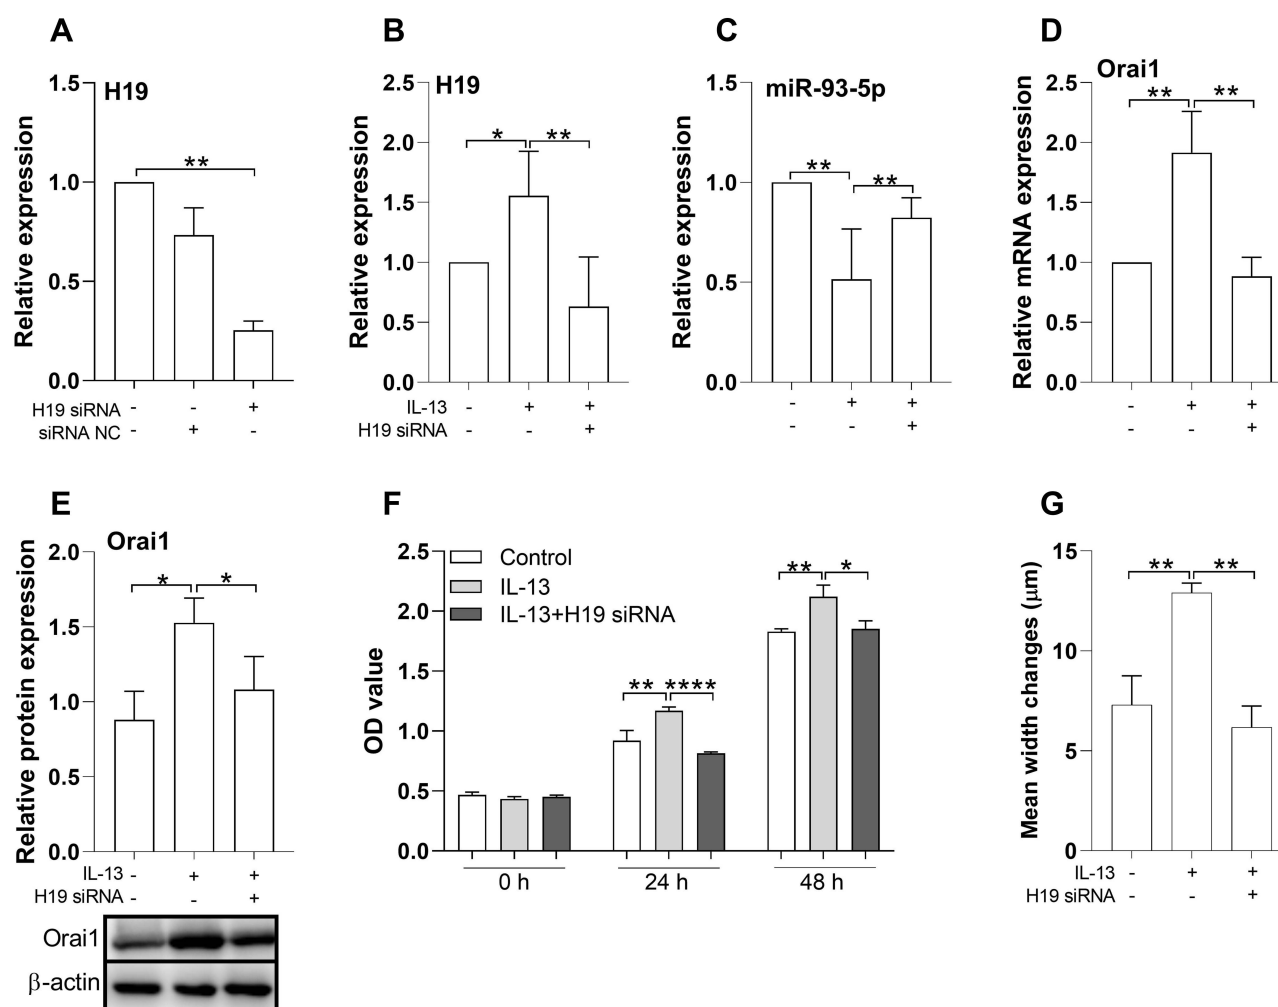 A
H19
Relative expression
1.5
1.0
0.5
0.0
**
H19 siRNA - - +
siRNA NC - + -
B
H19
Relative expression
2.5
2.0
1.5
1.0
0.5
0.0
* **
IL-13 - + +
H19 siRNA - - +
C
miR-93-5p
Relative expression
1.5
1.0
0.5
0.0
** **
- + +
- - +
D
Orai1
Relative mRNA expression
2.5
2.0
1.5
1.0
0.5
0.0
** **
- + +
- - +
E
Orai1
Relative protein expression
2.0
1.5
1.0
0.5
0.0
* *
IL-13 - + +
H19 siRNA - - +
Orai1
β-actin
F
OD value
2.5
2.0
1.5
1.0
0.5
0.0
Control
IL-13
IL-13+H19 siRNA
** ****
** *
0 h 24 h 48 h
G
Mean width changes (μm)
15
10
5
0
** **
IL-13 - + +
H19 siRNA - - +